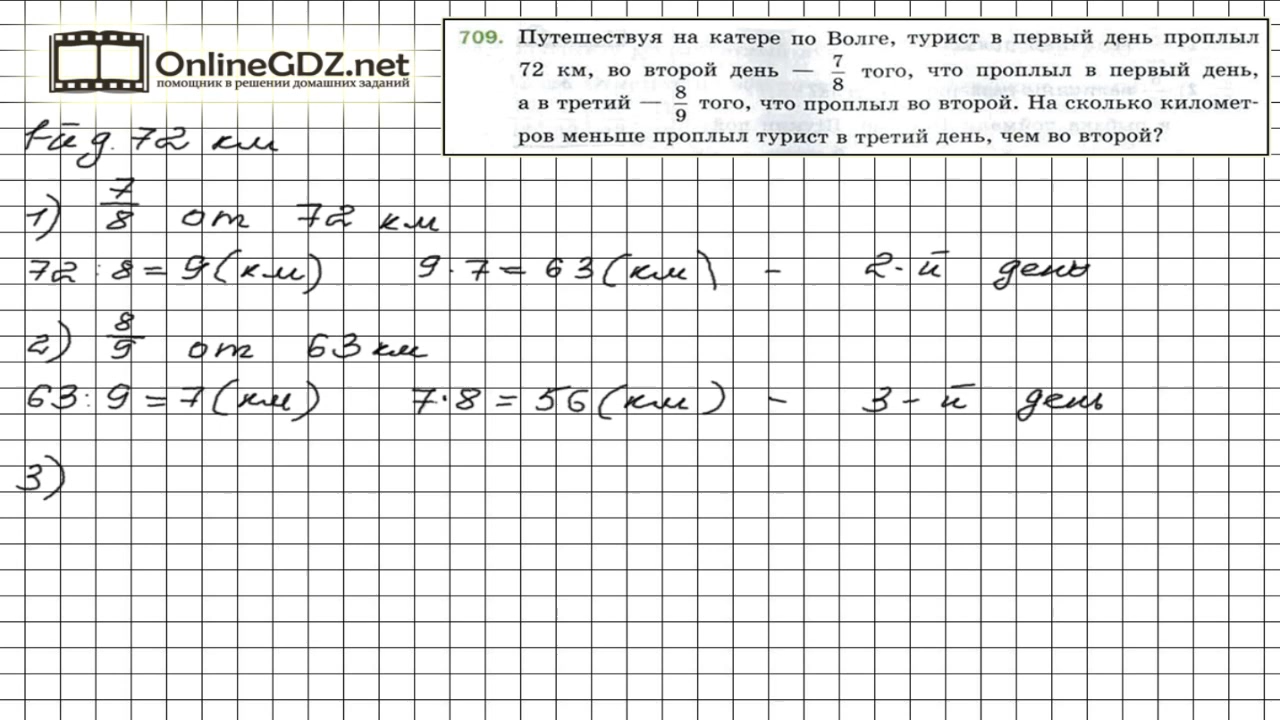 OnlineGDZ.net
помощник в решении домашних заданий
709. Путешествуя на катере по Волге, турист в первый день проплыл
72 км, во второй день — 7/8 того, что проплыл в первый день,
а в третий — 8/9 того, что проплыл во второй. На сколько километ-
ров меньше проплыл турист в третий день, чем во второй?
1-й д. 72 км
1) 7/8 от 72 км
72 : 8 = 9 (км) 9 · 7 = 63 (км) - 2-й день
2) 8/9 от 63 км
63 : 9 = 7 (км) 7 · 8 = 56 (км) - 3-й день
3)